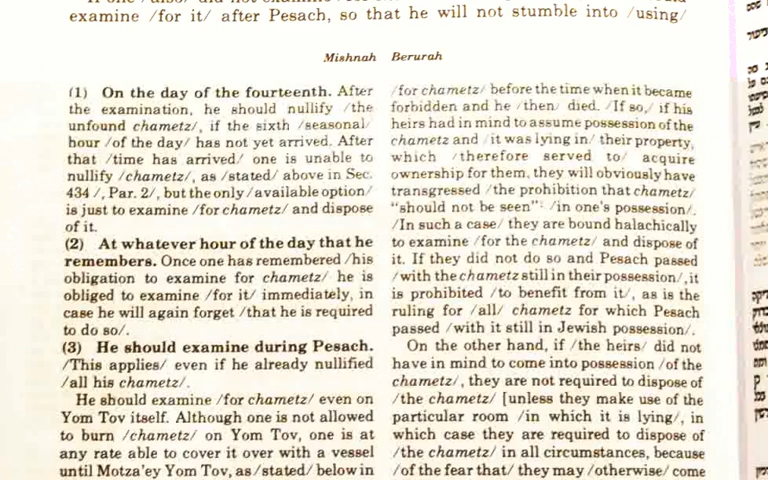 examine /for it/ after Pesach, so that he will not stumble into /using/
Mishnah Berurah
(1) On the day of the fourteenth. After
the examination, he should nullify /the
unfound chametz/, if the sixth /seasonal/
hour /of the day/ has not yet arrived. After
that /time has arrived/ one is unable to
nullify /chametz/, as /stated/ above in Sec.
434 /, Par. 2/, but the only /available option/
is just to examine /for chametz/ and dispose
of it.
(2) At whatever hour of the day that he
remembers. Once one has remembered /his
obligation to examine for chametz/ he is
obliged to examine /for it/ immediately, in
case he will again forget /that he is required
to do so/.
(3) He should examine during Pesach.
/This applies/ even if he already nullified
/all his chametz/.
He should examine /for chametz/ even on
Yom Tov itself. Although one is not allowed
to burn /chametz/ on Yom Tov, one is at
any rate able to cover it over with a vessel
until Motza'ey Yom Tov, as /stated/ below in
/for chametz/ before the time when it became
forbidden and he /then/ died. /If so,/ if his
heirs had in mind to assume possession of the
chametz and /it was lying in/ their property,
which /therefore served to/ acquire
ownership for them, they will obviously have
transgressed /the prohibition that chametz/
"should not be seen" /in one's possession/.
/In such a case/ they are bound halachically
to examine /for the chametz/ and dispose of
it. If they did not do so and Pesach passed
/with the chametz still in their possession/, it
is prohibited /to benefit from it/, as is the
ruling for /all/ chametz for which Pesach
passed /with it still in Jewish possession/.
On the other hand, if /the heirs/ did not
have in mind to come into possession /of the
chametz/, they are not required to dispose of
/the chametz/ [unless they make use of the
particular room /in which it is lying/, in
which case they are required to dispose of
/the chametz/ in all circumstances, because
/of the fear that/ they may /otherwise/ come